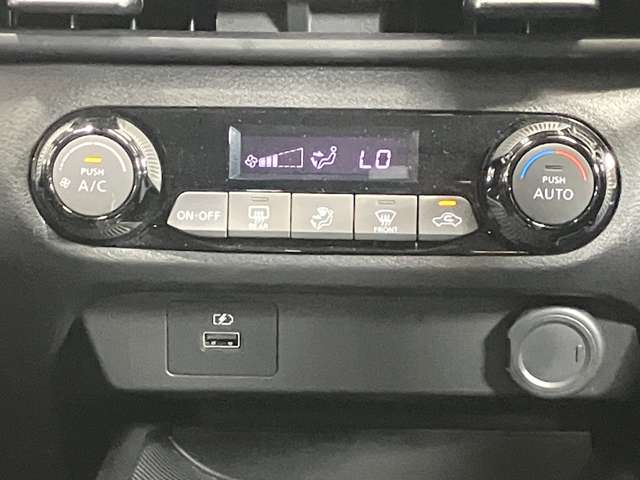 PUSH
A/C
LO
PUSH
AUTO
ON·OFF
REAR
FRONT